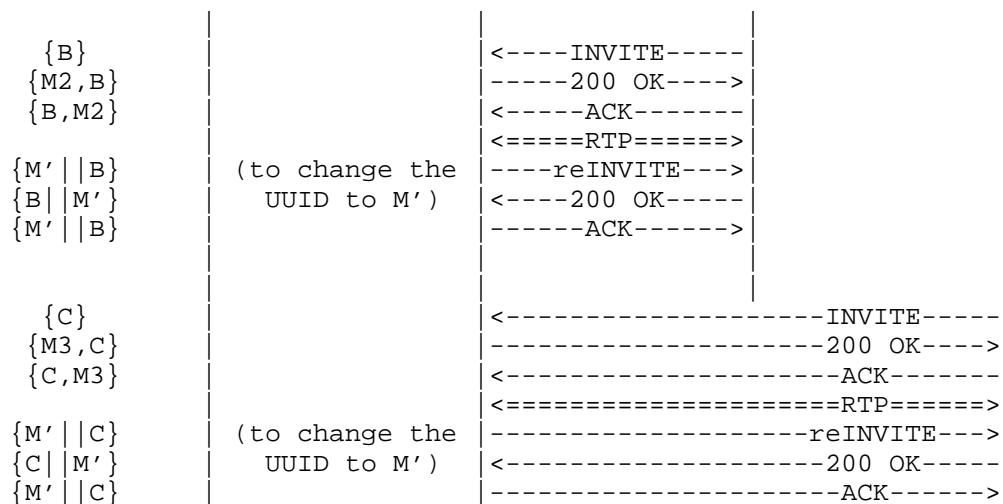 |                |                |
   {B}          |                |<----INVITE-----|
  {M2,B}        |                |-----200 OK---->|
  {B,M2}        |                |<-----ACK-------|
                |                |<=====RTP======>|
 {M'||B}        | (to change the |----reINVITE--->|
 {B||M'}        |   UUID to M')  |<----200 OK-----|
 {M'||B}        |                |------ACK------>|
                |                |                |
                |                |                |
   {C}          |                |<--------------------INVITE-----
  {M3,C}        |                |---------------------200 OK---->
  {C,M3}        |                |<---------------------ACK-------
                |                |<=====================RTP======>
 {M'||C}        | (to change the |--------------------reINVITE--->
 {C||M'}        |   UUID to M')  |<--------------------200 OK-----
 {M'||C}        |                |----------------------ACK------>